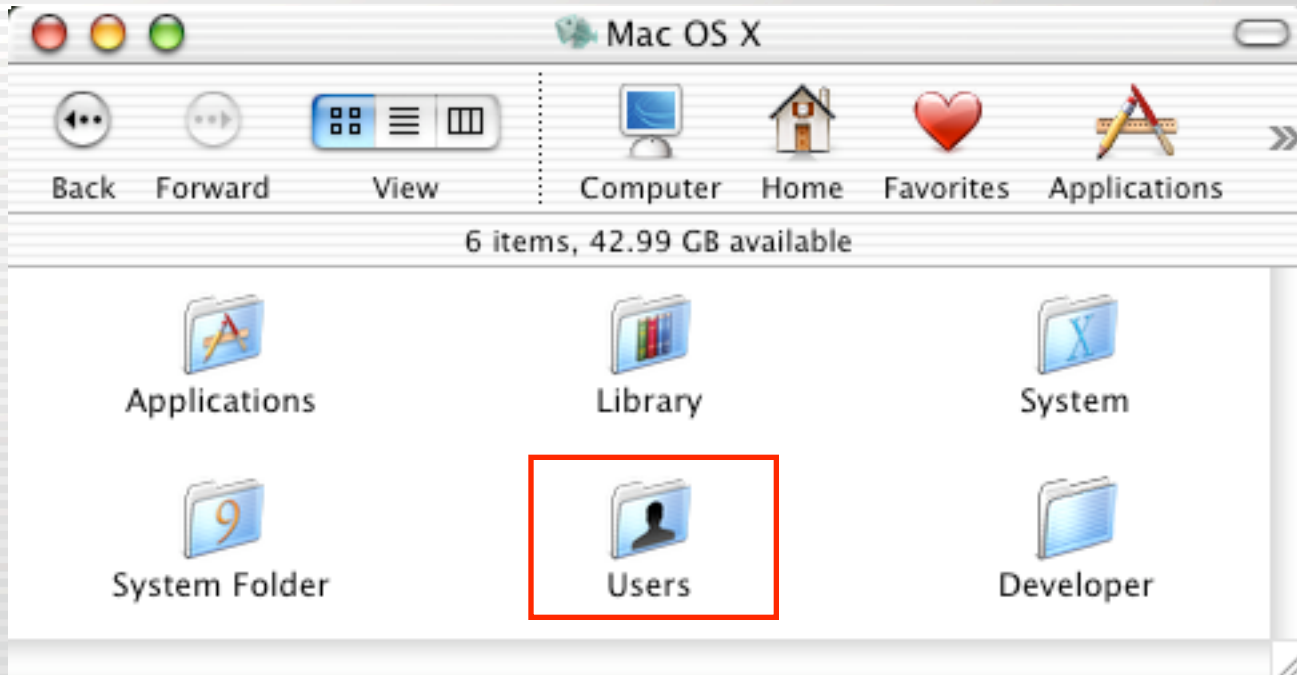 Mac OS X
Back Forward View Computer Home Favorites Applications
6 items, 42.99 GB available
Applications Library System
X
9
System Folder Users Developer